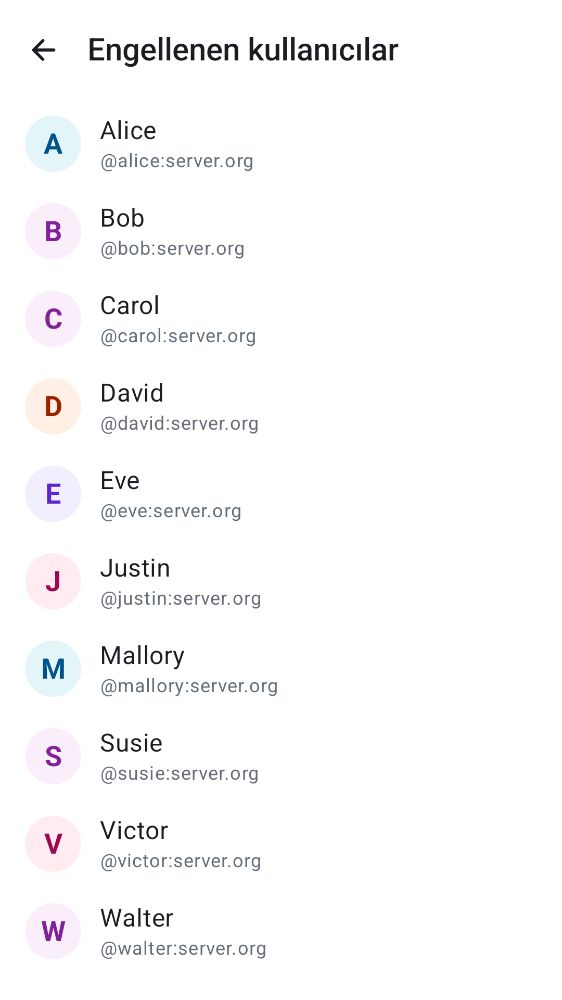 Engellenen kullanıcılar
A
Alice
@alice:server.org
B
Bob
@bob:server.org
C
Carol
@carol:server.org
D
David
@david:server.org
E
Eve
@eve:server.org
J
Justin
@justin:server.org
M
Mallory
@mallory:server.org
S
Susie
@susie:server.org
V
Victor
@victor:server.org
W
Walter
@walter:server.org